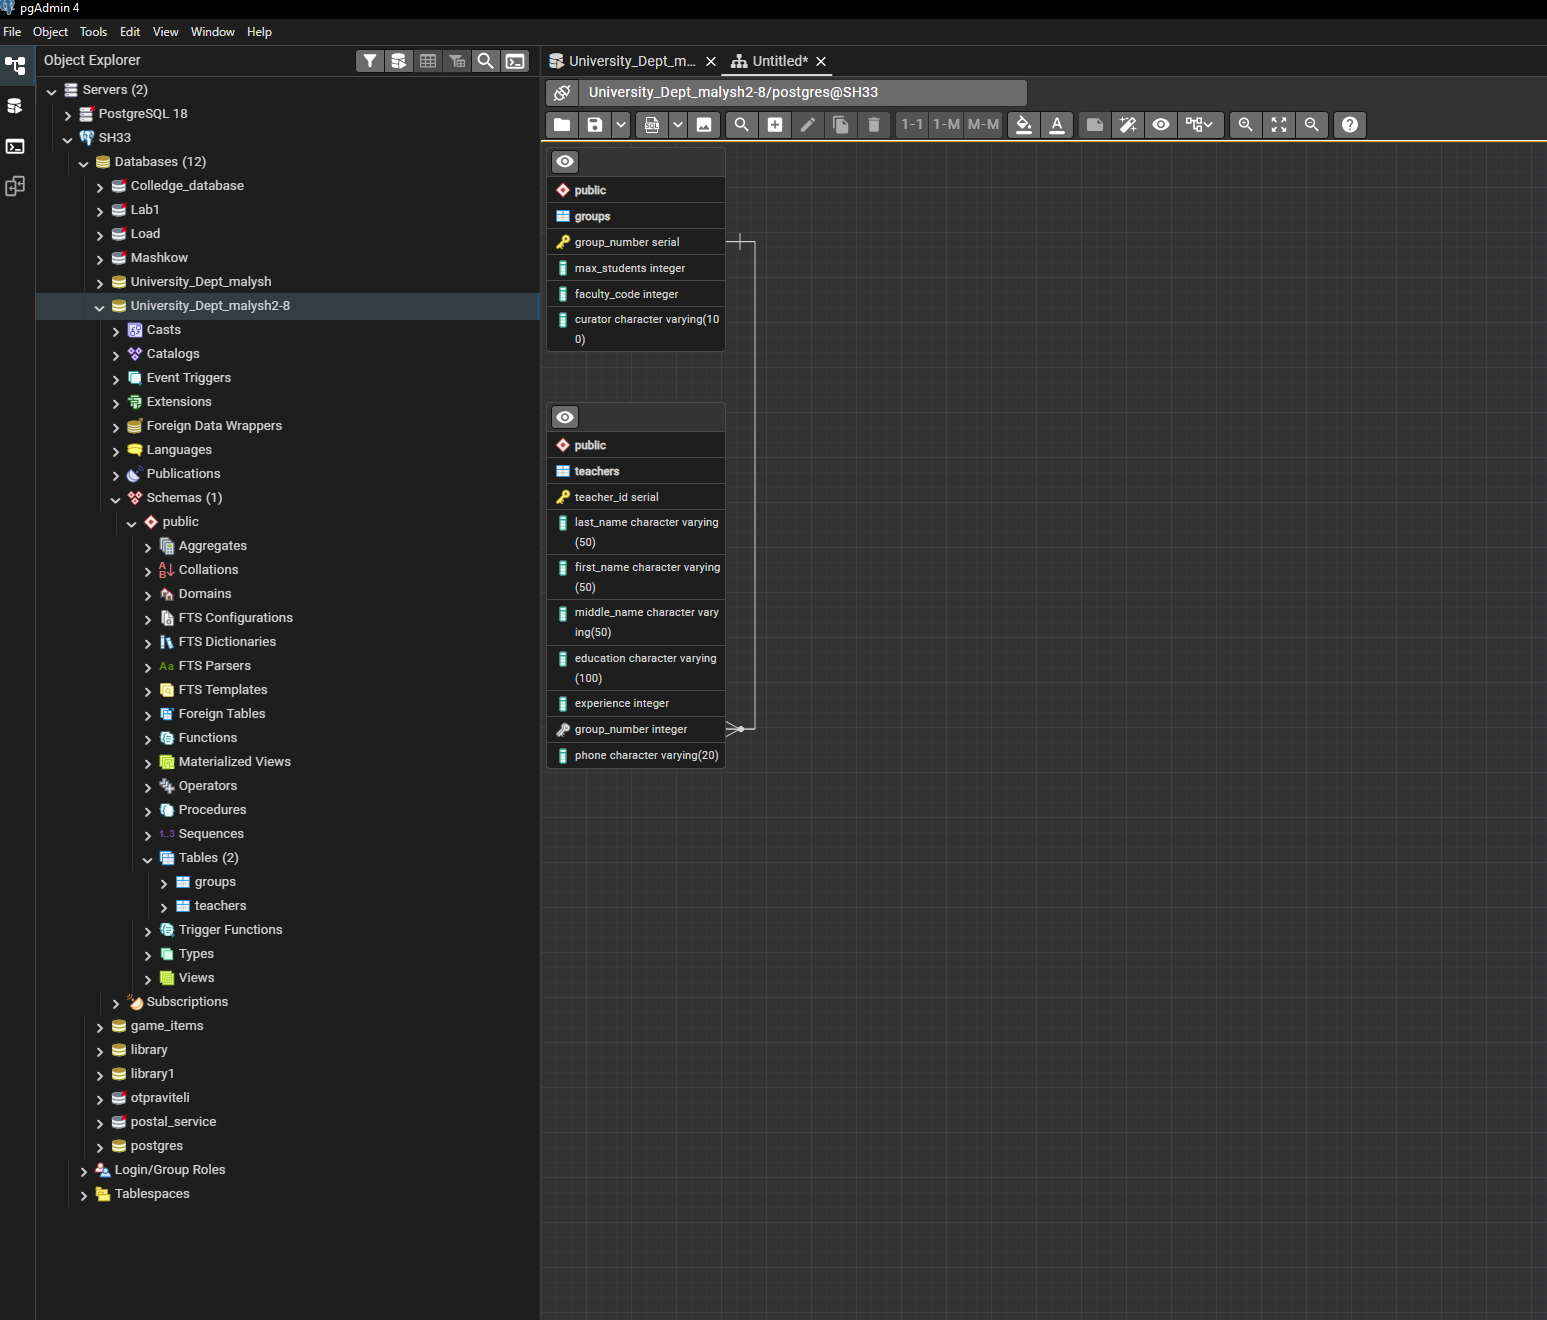 pgAdmin 4
File Object Tools Edit View Window Help
Object Explorer
Servers (2)
PostgreSQL 18
SH33
Databases (12)
Colledge_database
Lab1
Load
Mashkow
University_Dept_malysh
University_Dept_malysh2-8
Casts
Catalogs
Event Triggers
Extensions
Foreign Data Wrappers
Languages
Publications
Schemas (1)
public
Aggregates
Collations
Domains
FTS Configurations
FTS Dictionaries
FTS Parsers
FTS Templates
Foreign Tables
Functions
Materialized Views
Operators
Procedures
1..3 Sequences
Tables (2)
groups
teachers
Trigger Functions
Types
Views
Subscriptions
game_items
library
library1
otpraviteli
postal_service
postgres
Login/Group Roles
Tablespaces
University_Dept_m... Untitled*
University_Dept_malysh2-8/postgres@SH33
SQL 1-1 1-M M-M A
public
groups
group_number serial
max_students integer
faculty_code integer
curator character varying(10
0)
public
teachers
teacher_id serial
last_name character varying
(50)
first_name character varying
(50)
middle_name character vary
ing(50)
education character varying
(100)
experience integer
group_number integer
phone character varying(20)